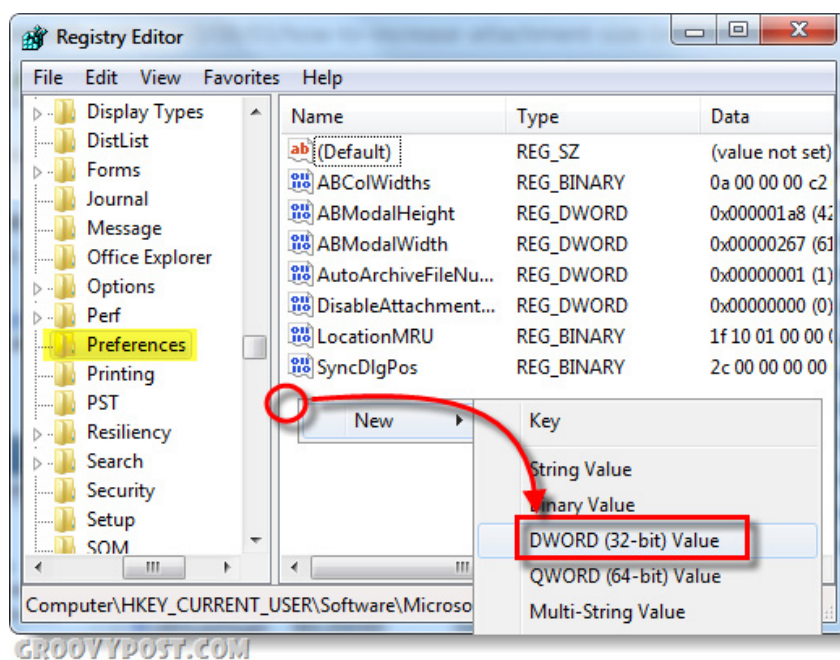 Registry Editor
File Edit View Favorites Help
Display Types
DistList
Forms
Journal
Message
Office Explorer
Options
Perf
Preferences
Printing
PST
Resiliency
Search
Security
Setup
SOM
Name Type Data
(Default) REG_SZ (value not set)
ABColWidths REG_BINARY 0a 00 00 00 c2
ABModalHeight REG_DWORD 0x000001a8 (42
ABModalWidth REG_DWORD 0x00000267 (61
AutoArchiveFileNu... REG_DWORD 0x00000001 (1)
DisableAttachment... REG_DWORD 0x00000000 (0)
LocationMRU REG_BINARY 1f 10 01 00 00
SyncDlgPos REG_BINARY 2c 00 00 00 00
New
Key
String Value
Binary Value
DWORD (32-bit) Value
QWORD (64-bit) Value
Multi-String Value
Computer\HKEY_CURRENT_USER\Software\Microso
GROOVYPOST.COM